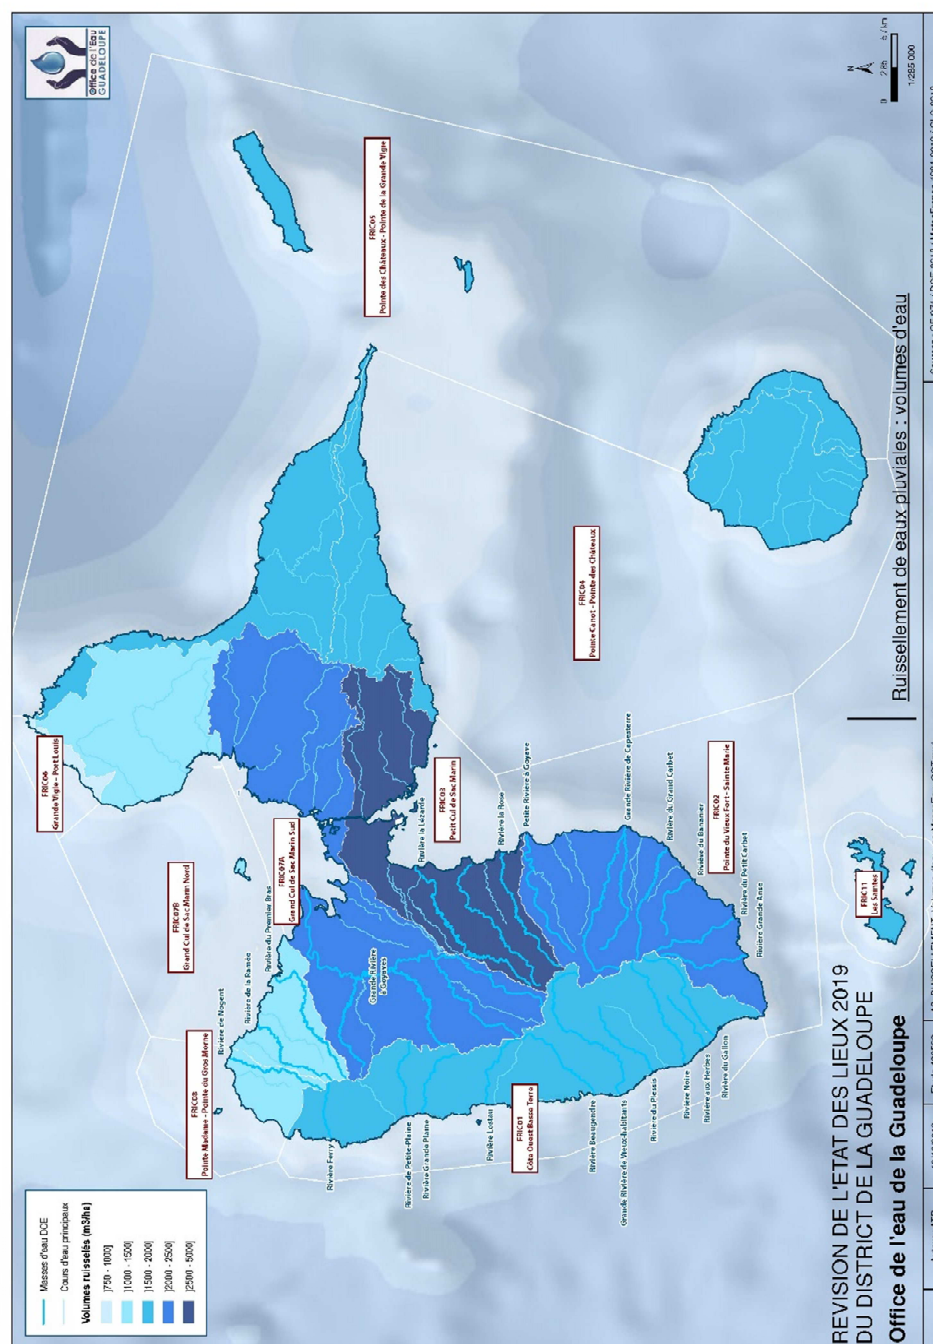 Office de l'Eau
GUADELOUPE
Masses d'eau DCE
Cours d'eau principaux
Volumes ruisselés (m3/ha)
]750 - 1000]
]1000 - 1500]
]1500 - 2000]
]2000 - 2500]
]2500 - 5000]
FRIC06
Grande Vigie - Port Louis
FRIC05
Pointe des Châteaux - Pointe de la Grande Vigie
FRIC07B
Grand Cul de Sac Marin Nord
FRIC07A
Grand Cul de Sac Marin Sud
FRIC08
Pointe Madame - Pointe du Gros Morne
FRIC03
Petit Cul de Sac Marin
FRIC04
Pointe Canot - Pointe des Châteaux
FRIC01
Côte Ouest Basse Terre
FRIC02
Pointe du Vieux Fort - Sainte Marie
FRIC11
Les Saintes
Rivière de Nogent
Rivière de la Ramée
Rivière du Premier Bras
Grande Rivière
à Goyaves
Rivière la Lézarde
Rivière la Rose
Petite Rivière à Goyave
Grande Rivière de Capesterre
Rivière du Grand Carbet
Rivière du Bananier
Rivière du Petit Carbet
Rivière Grande Anse
Rivière Ferry
Rivière de Petite-Plaine
Rivière Grande Plaine
Rivière Lostau
Rivière Beaugendre
Grande Rivière de Vieux-Habitants
Rivière du Plessis
Rivière Noire
Rivière aux Herbes
Rivière du Galion
N
1/285 000
REVISION DE L'ETAT DES LIEUX 2019
DU DISTRICT DE LA GUADELOUPE
Office de l'eau de la Guadeloupe
Ruissellement de eaux pluviales : volumes d'eau